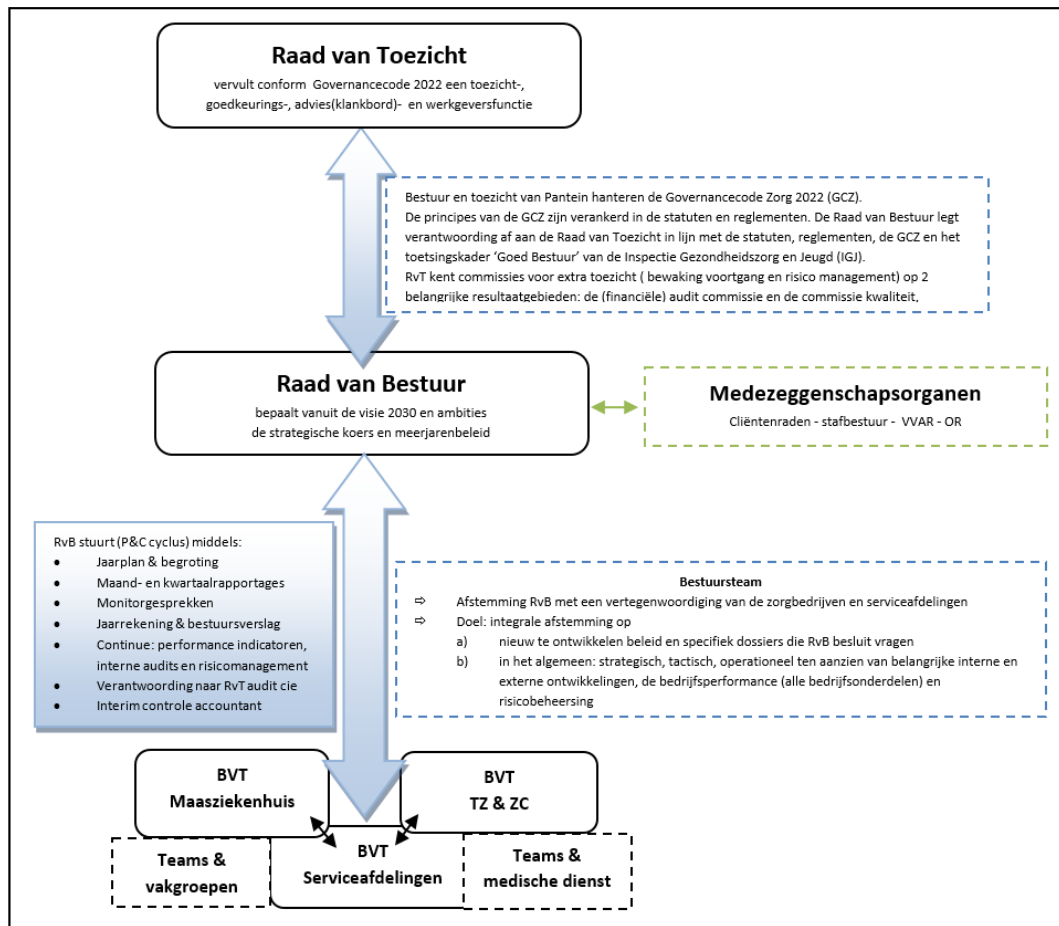 Raad van Toezicht
vervult conform Governancecode 2022 een toezicht-,
goedkeurings-, advies(klankbord)- en werkgeversfunctie
Bestuur en toezicht van Pantein hanteren de Governancecode Zorg 2022 (GCZ).
De principes van de GCZ zijn verankerd in de statuten en reglementen. De Raad van Bestuur legt
verantwoording af aan de Raad van Toezicht in lijn met de statuten, reglementen, de GCZ en het
toetsingskader ‘Goed Bestuur’ van de Inspectie Gezondheidszorg en Jeugd (IGJ).
RvT kent commissies voor extra toezicht ( bewaking voortgang en risico management) op 2
belangrijke resultaatgebieden: de (financiële) audit commissie en de commissie kwaliteit,
Raad van Bestuur
bepaalt vanuit de visie 2030 en ambities
de strategische koers en meerjarenbeleid
Medezeggenschapsorganen
Cliëntenraden - stafbestuur - VVAR - OR
RvB stuurt (P&C cyclus) middels:
• Jaarplan & begroting
• Maand- en kwartaalrapportages
• Monitorgesprekken
• Jaarrekening & bestuursverslag
• Continue: performance indicatoren,
interne audits en risicomanagement
• Verantwoording naar RvT audit cie
• Interim controle accountant
Bestuursteam
⇨ Afstemming RvB met een vertegenwoordiging van de zorgbedrijven en serviceafdelingen
⇨ Doel: integrale afstemming op
a) nieuw te ontwikkelen beleid en specifiek dossiers die RvB besluit vragen
b) in het algemeen: strategisch, tactisch, operationeel ten aanzien van belangrijke interne en
externe ontwikkelingen, de bedrijfsperformance (alle bedrijfsonderdelen) en
risicobeheersing
BVT
Maasziekenhuis
BVT
TZ & ZC
Teams &
vakgroepen
BVT
Serviceafdelingen
Teams &
medische dienst